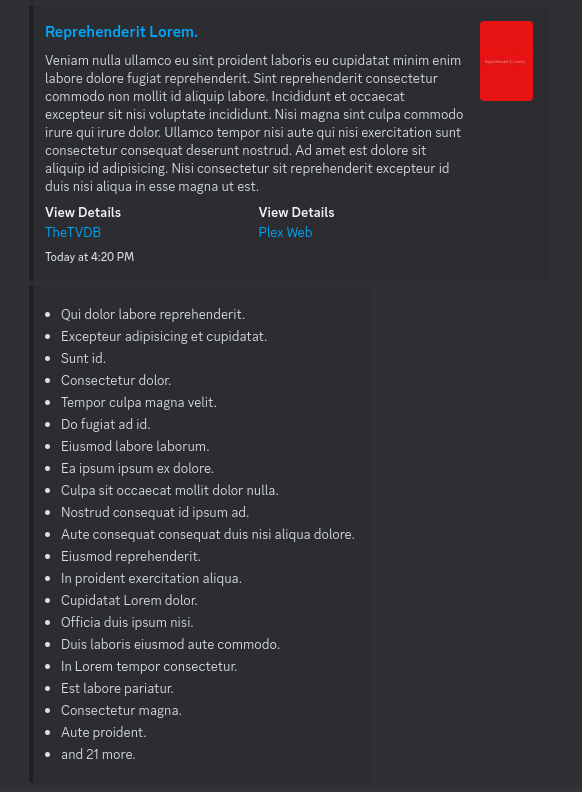 Reprehenderit Lorem.
Reprehenderit Lorem.
Veniam nulla ullamco eu sint proident laboris eu cupidatat minim enim
labore dolore fugiat reprehenderit. Sint reprehenderit consectetur
commodo non mollit id aliquip labore. Incididunt et occaecat
excepteur sit nisi voluptate incididunt. Nisi magna sint culpa commodo
irure qui irure dolor. Ullamco tempor nisi aute qui nisi exercitation sunt
consectetur consequat deserunt nostrud. Ad amet est dolore sit
aliquip id adipisicing. Nisi consectetur sit reprehenderit excepteur id
duis nisi aliqua in esse magna ut est.
View Details
TheTVDB
View Details
Plex Web
Today at 4:20 PM
• Qui dolor labore reprehenderit.
• Excepteur adipisicing et cupidatat.
• Sunt id.
• Consectetur dolor.
• Tempor culpa magna velit.
• Do fugiat ad id.
• Eiusmod labore laborum.
• Ea ipsum ipsum ex dolore.
• Culpa sit occaecat mollit dolor nulla.
• Nostrud consequat id ipsum ad.
• Aute consequat consequat duis nisi aliqua dolore.
• Eiusmod reprehenderit.
• In proident exercitation aliqua.
• Cupidatat Lorem dolor.
• Officia duis ipsum nisi.
• Duis laboris eiusmod aute commodo.
• In Lorem tempor consectetur.
• Est labore pariatur.
• Consectetur magna.
• Aute proident.
• and 21 more.